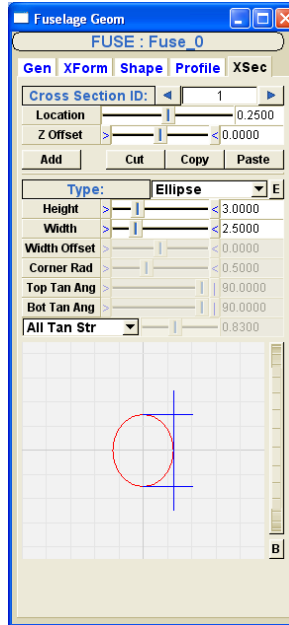 Fuselage Geom
FUSE : Fuse_0
Gen XForm Shape Profile XSec
Cross Section ID: 1
Location 0.2500
Z Offset > < 0.0000
Add Cut Copy Paste
Type: Ellipse E
Height > < 3.0000
Width > < 2.5000
Width Offset > < 0.0000
Corner Rad > < 0.5000
Top Tan Ang > | 90.0000
Bot Tan Ang > | 90.0000
All Tan Str 0.8300
B